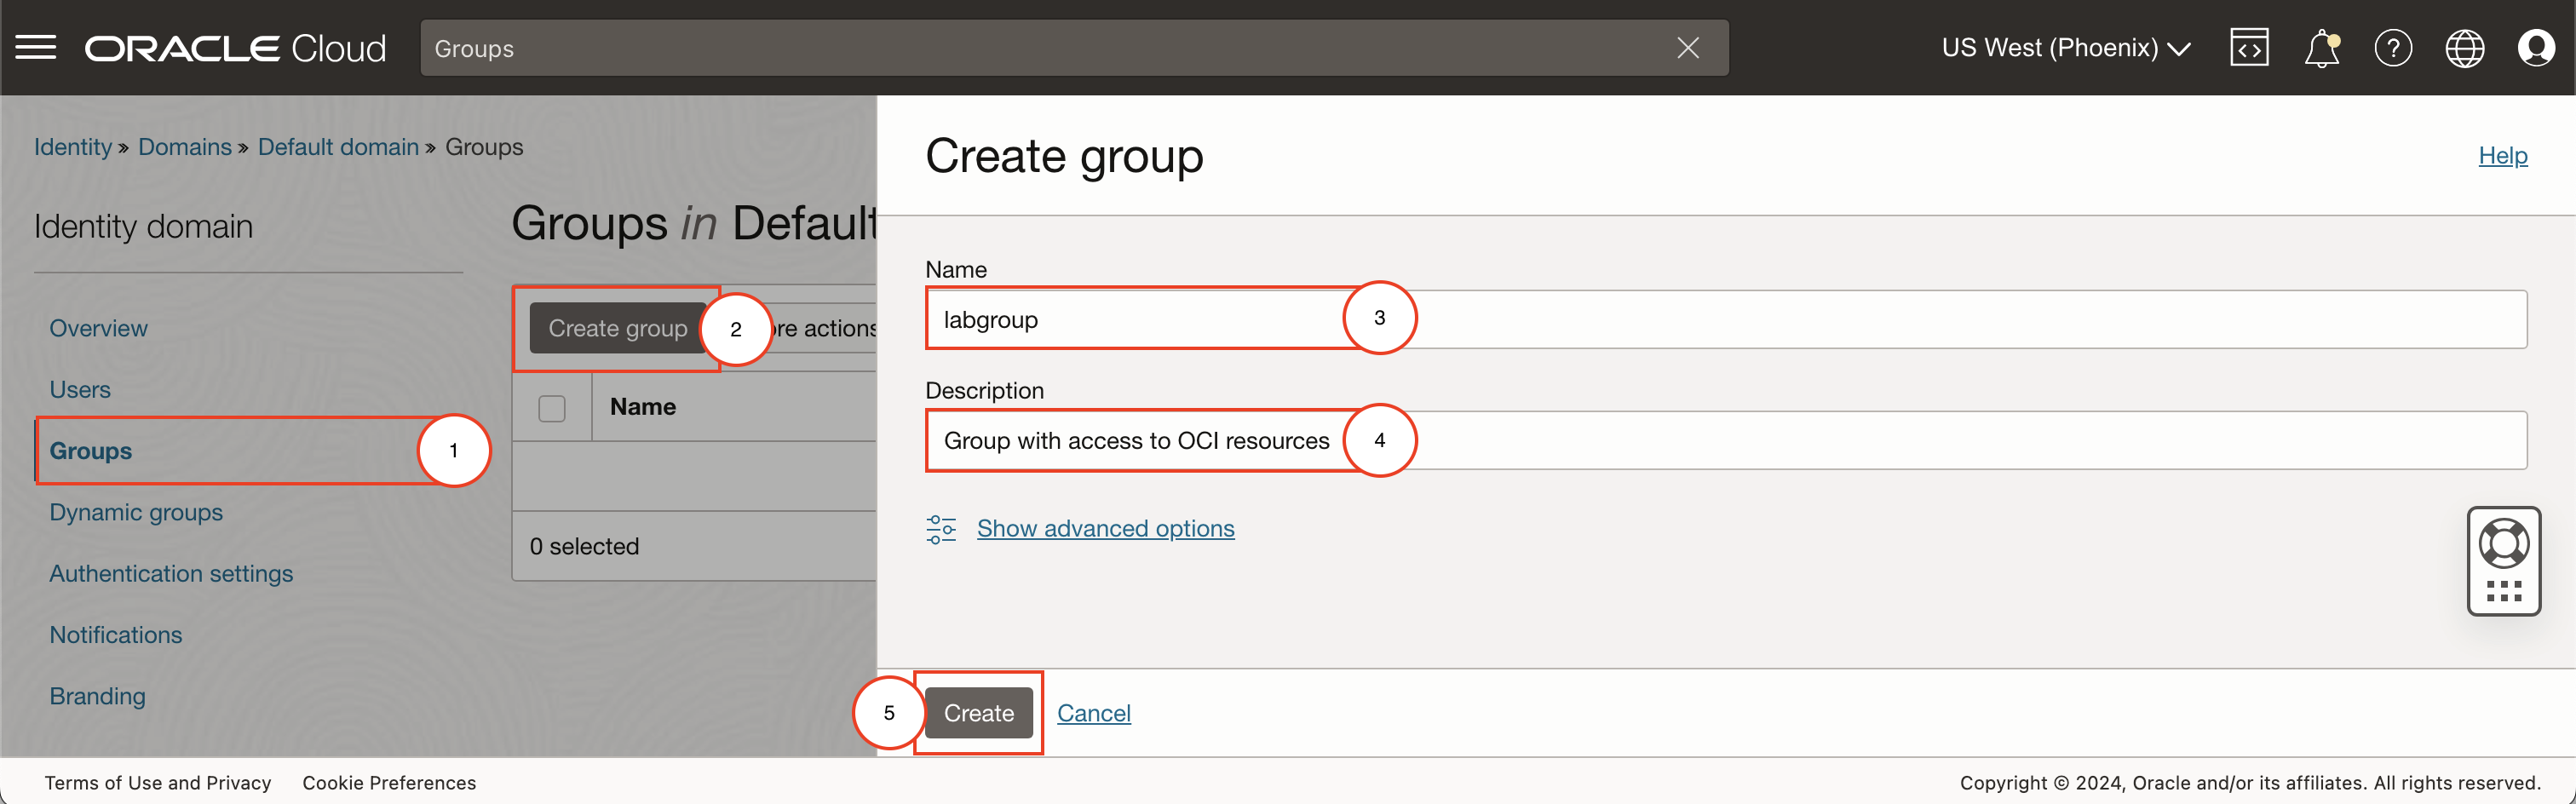 ORACLE Cloud
Groups
US West (Phoenix)
Identity » Domains » Default domain » Groups
Identity domain
Overview
Users
Groups
1
Dynamic groups
Authentication settings
Notifications
Branding
Groups in Default
Create group
2
re actions
Name
0 selected
Create group
Help
Name
labgroup
3
Description
Group with access to OCI resources
4
Show advanced options
5
Create
Cancel
Terms of Use and Privacy
Cookie Preferences
Copyright © 2024, Oracle and/or its affiliates. All rights reserved.